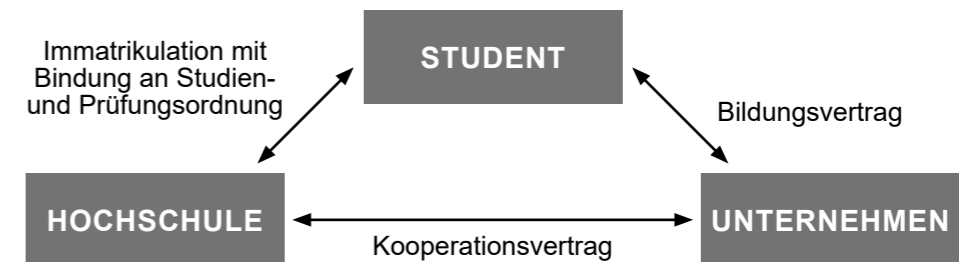 STUDENT
Immatrikulation mit
Bindung an Studien-
und Prüfungsordnung
Bildungsvertrag
HOCHSCHULE
UNTERNEHMEN
Kooperationsvertrag